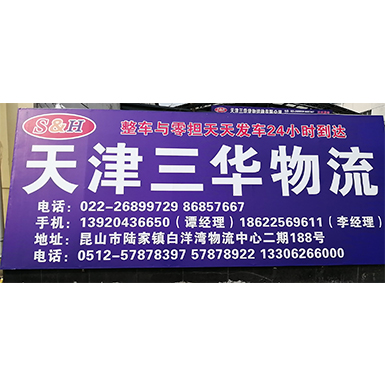 S&H
整车与零担天天发车24小时到达
天津三华物流
电话：022-26899729 86857667
手机：13920436650（谭经理）18622569611（李经理）
地址：昆山市陆家镇白洋湾物流中心二期188号
电话：0512-57878397 57878922 13306266000